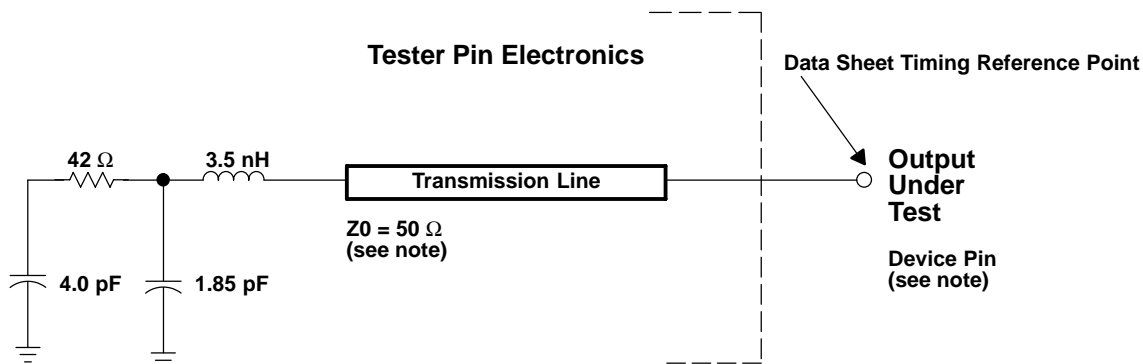 Tester Pin Electronics
Data Sheet Timing Reference Point
42 Ω
3.5 nH
Transmission Line
Output
Under
Test
Z0 = 50 Ω
(see note)
Device Pin
(see note)
4.0 pF
1.85 pF